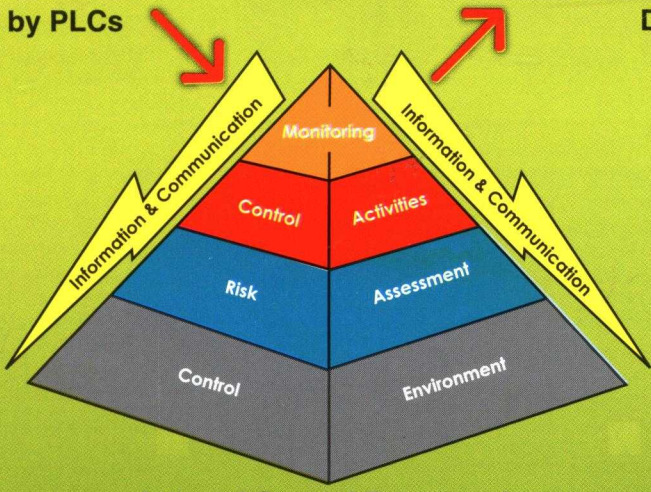 by PLCs
D
Monitoring
Information & Communication
Information & Communication
Control Activities
Risk Assessment
Control Environment